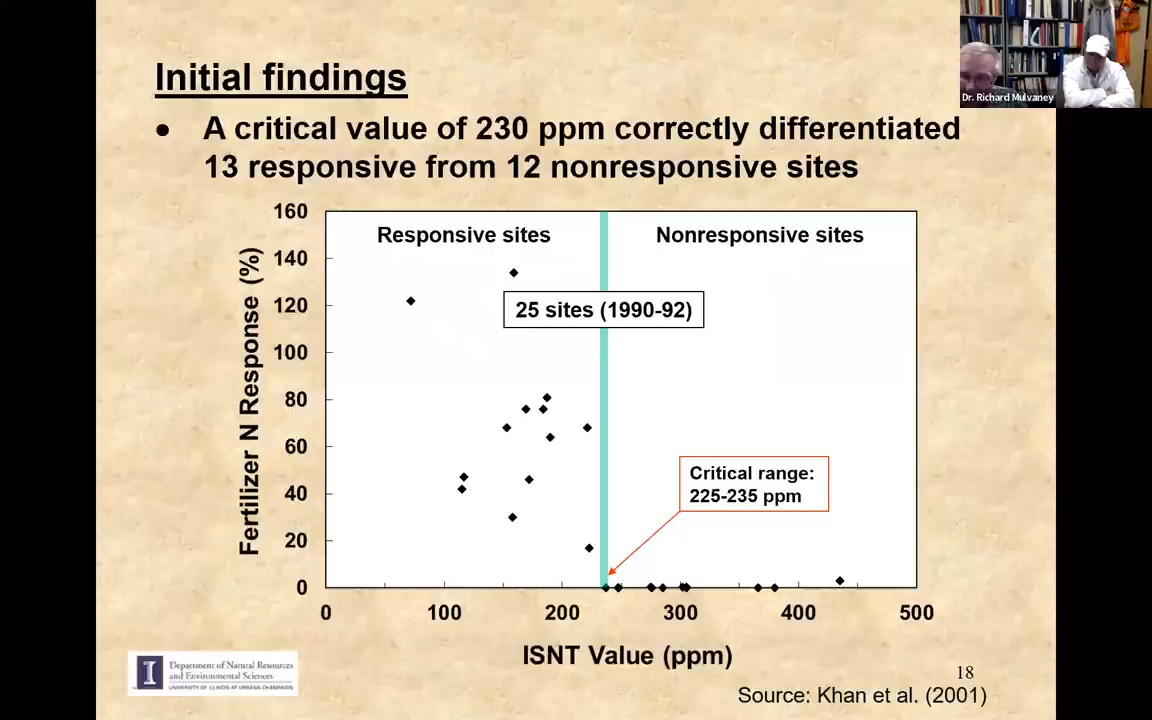 Dr. Richard Mulvaney
Initial findings
● A critical value of 230 ppm correctly differentiated
13 responsive from 12 nonresponsive sites
160
140
120
100
80
60
40
20
0
Fertilizer N Response (%)
Responsive sites
Nonresponsive sites
25 sites (1990-92)
Critical range:
225-235 ppm
0 100 200 300 400 500
ISNT Value (ppm)
I
Department of Natural Resources
and Environmental Sciences
UNIVERSITY OF ILLINOIS AT URBANA-CHAMPAIGN
18
Source: Khan et al. (2001)